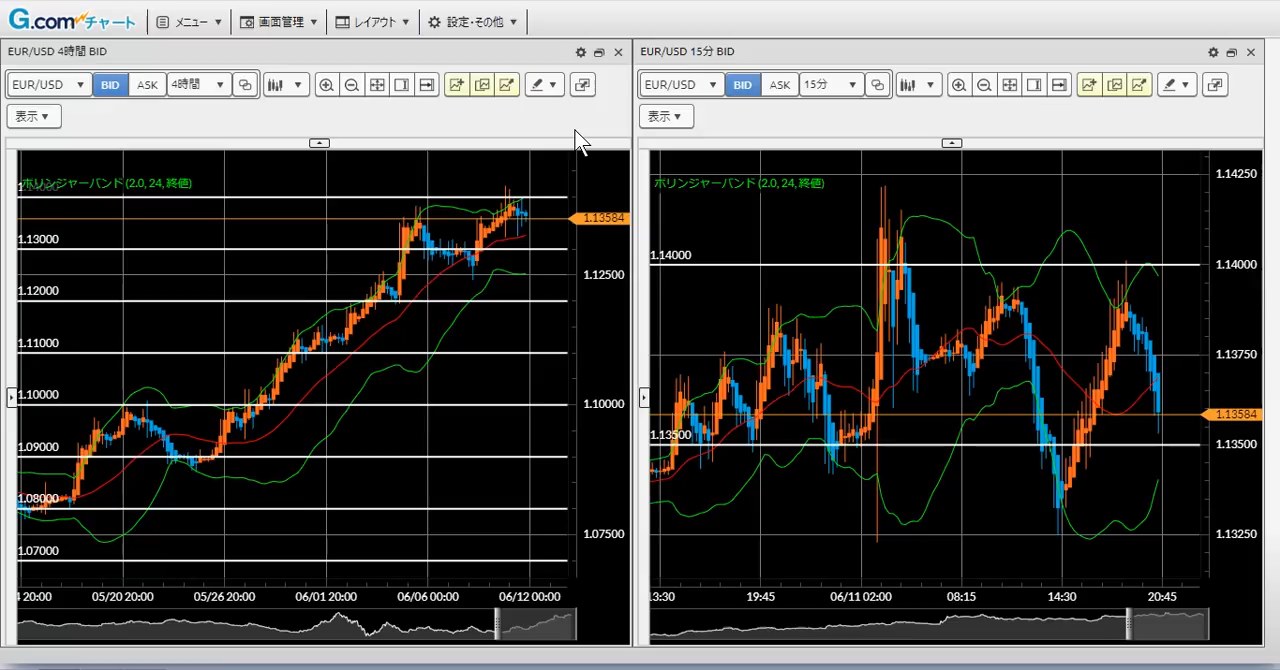 G.comチャート メニュー ▼ 画面管理 ▼ レイアウト ▼ 設定・その他 ▼
EUR/USD 4時間 BID
EUR/USD ▼ BID ASK 4時間 ▼
表示 ▼
ボリンジャーバンド (2.0, 24, 終値)
1.14000
1.13000
1.12000
1.11000
1.10000
1.09000
1.08000
1.07000
1.13584
1.12500
1.10000
1.07500
20:00 05/20 20:00 05/26 20:00 06/01 20:00 06/06 00:00 06/12 00:00
EUR/USD 15分 BID
EUR/USD ▼ BID ASK 15分 ▼
表示 ▼
ボリンジャーバンド (2.0, 24, 終値)
1.14000
1.13500
1.14250
1.14000
1.13750
1.13584
1.13500
1.13250
3:30 19:45 06/11 02:00 08:15 14:30 20:45